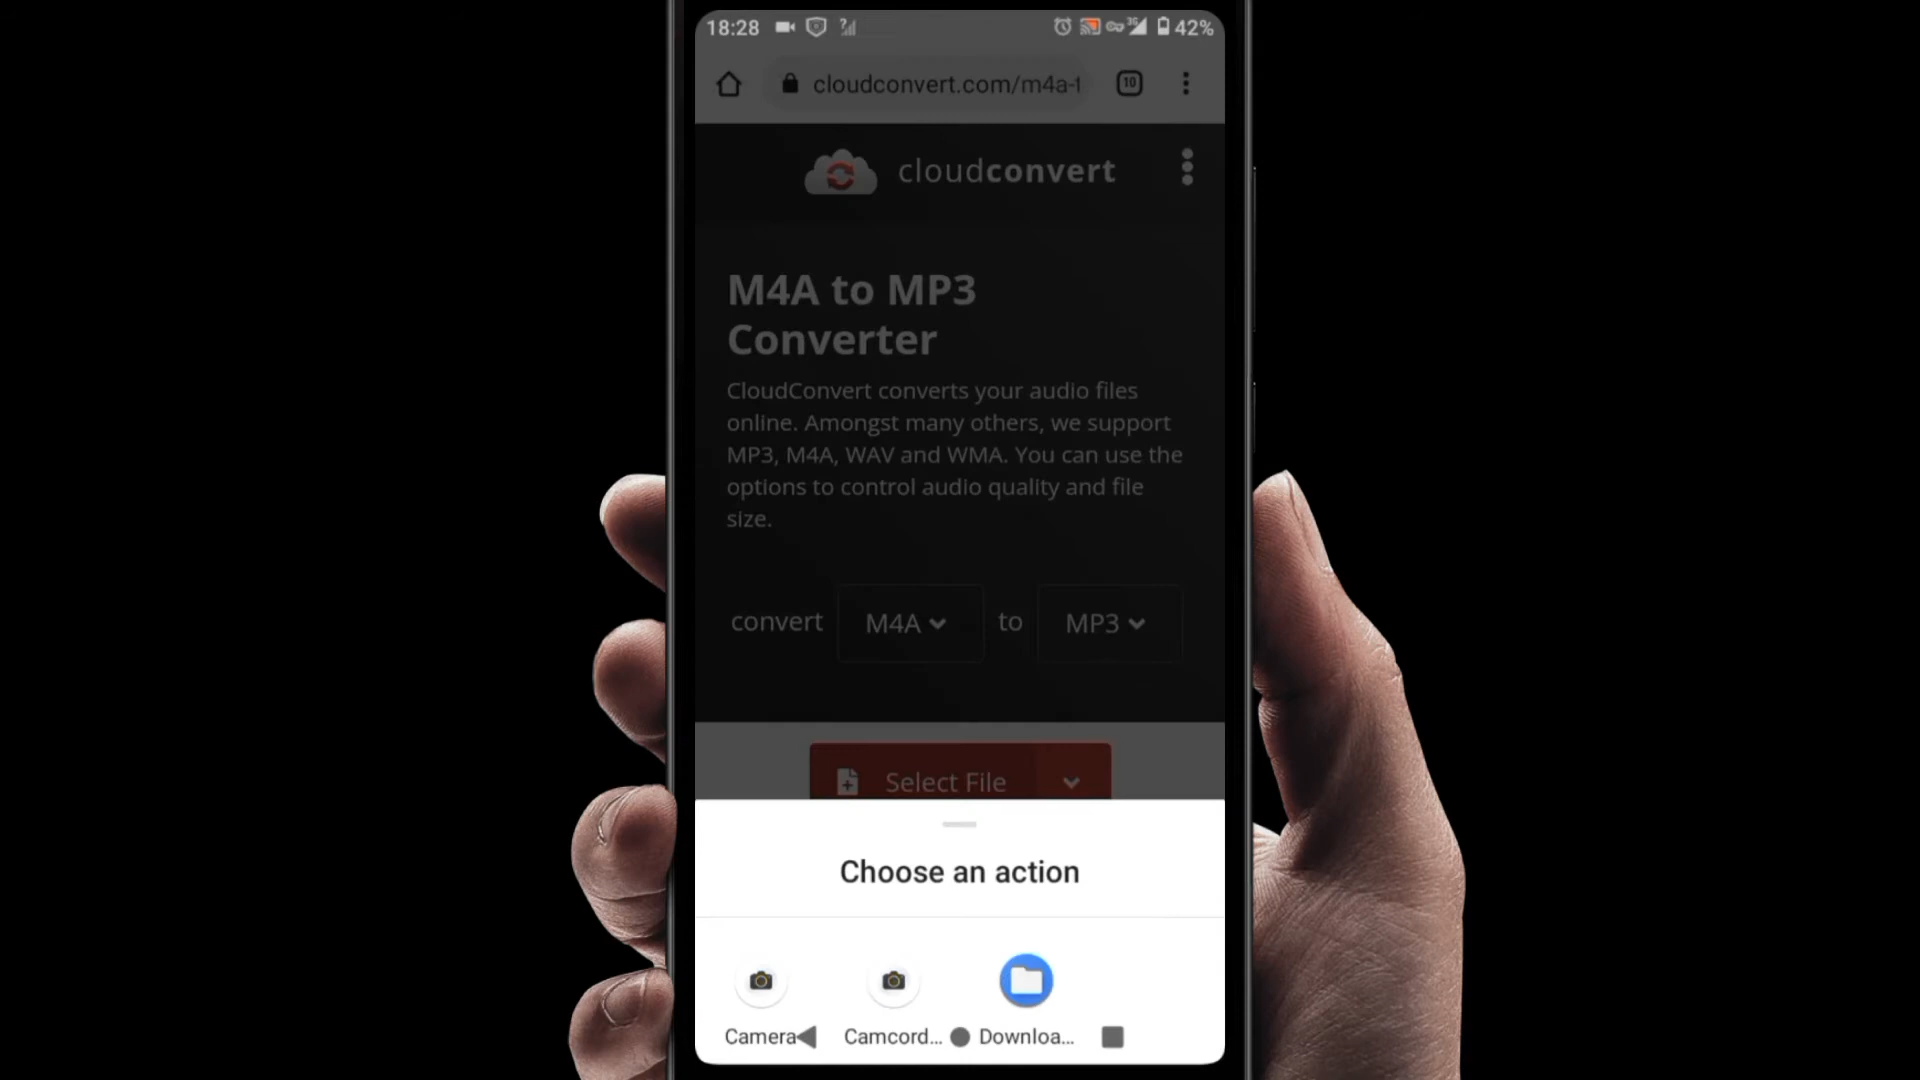 18:28
3G
42%
cloudconvert.com/m4a-t
10
cloudconvert
M4A to MP3
Converter
CloudConvert converts your audio files
online. Amongst many others, we support
MP3, M4A, WAV and WMA. You can use the
options to control audio quality and file
size.
convert M4A to MP3
Select File
Choose an action
Camera Camcord... Downloa...